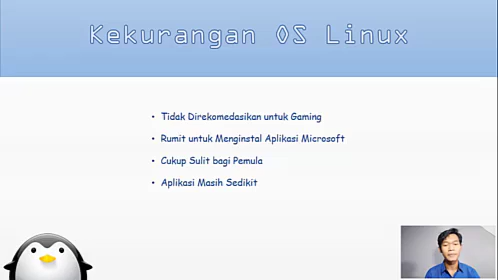 Kekurangan OS Linux
• Tidak Direkomedasikan untuk Gaming
• Rumit untuk Menginstal Aplikasi Microsoft
• Cukup Sulit bagi Pemula
• Aplikasi Masih Sedikit